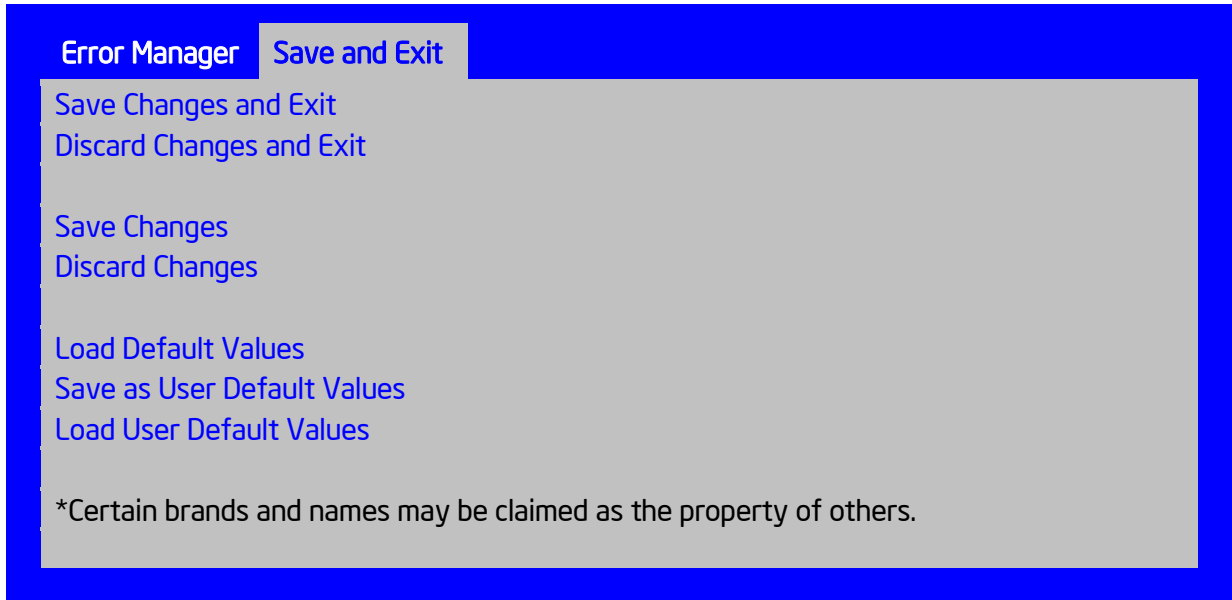 Error Manager Save and Exit
Save Changes and Exit
Discard Changes and Exit
Save Changes
Discard Changes
Load Default Values
Save as User Default Values
Load User Default Values
*Certain brands and names may be claimed as the property of others.